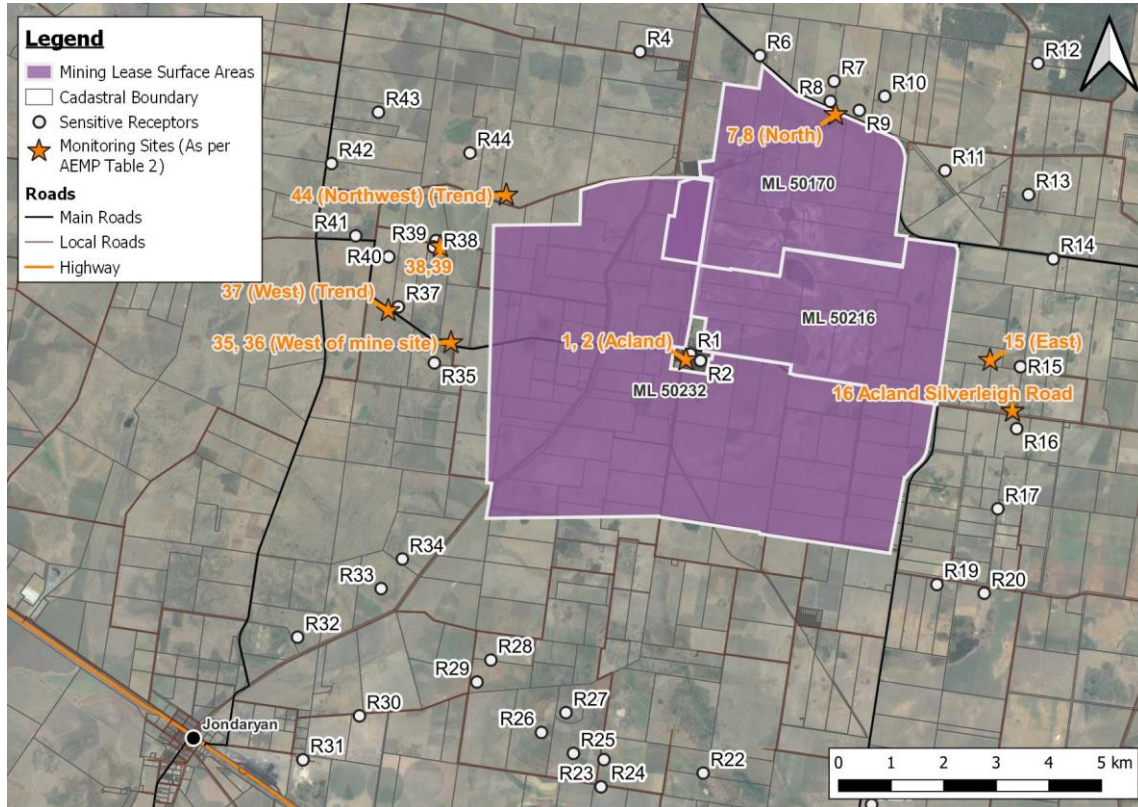 Legend
Mining Lease Surface Areas
Cadastral Boundary
Sensitive Receptors
Monitoring Sites (As per
AEMP Table 2)
Roads
Main Roads
Local Roads
Highway
R4
R6
R12
R7
R8
R10
R9
7,8 (North)
R43
R44
R42
R11
ML 50170
R13
44 (Northwest) (Trend)
R41
R39
R38
R40
38,39
R14
37 (West) (Trend)
R37
ML 50216
35, 36 (West of mine site)
1, 2 (Acland)
R1
R2
15 (East)
R15
R35
ML 50232
16 Acland Silverleigh Road
R16
R17
R34
R33
R19
R20
R32
R28
R29
R30
R27
R26
Jondaryan
R31
R25
R23
R24
R22
0 1 2 3 4 5 km